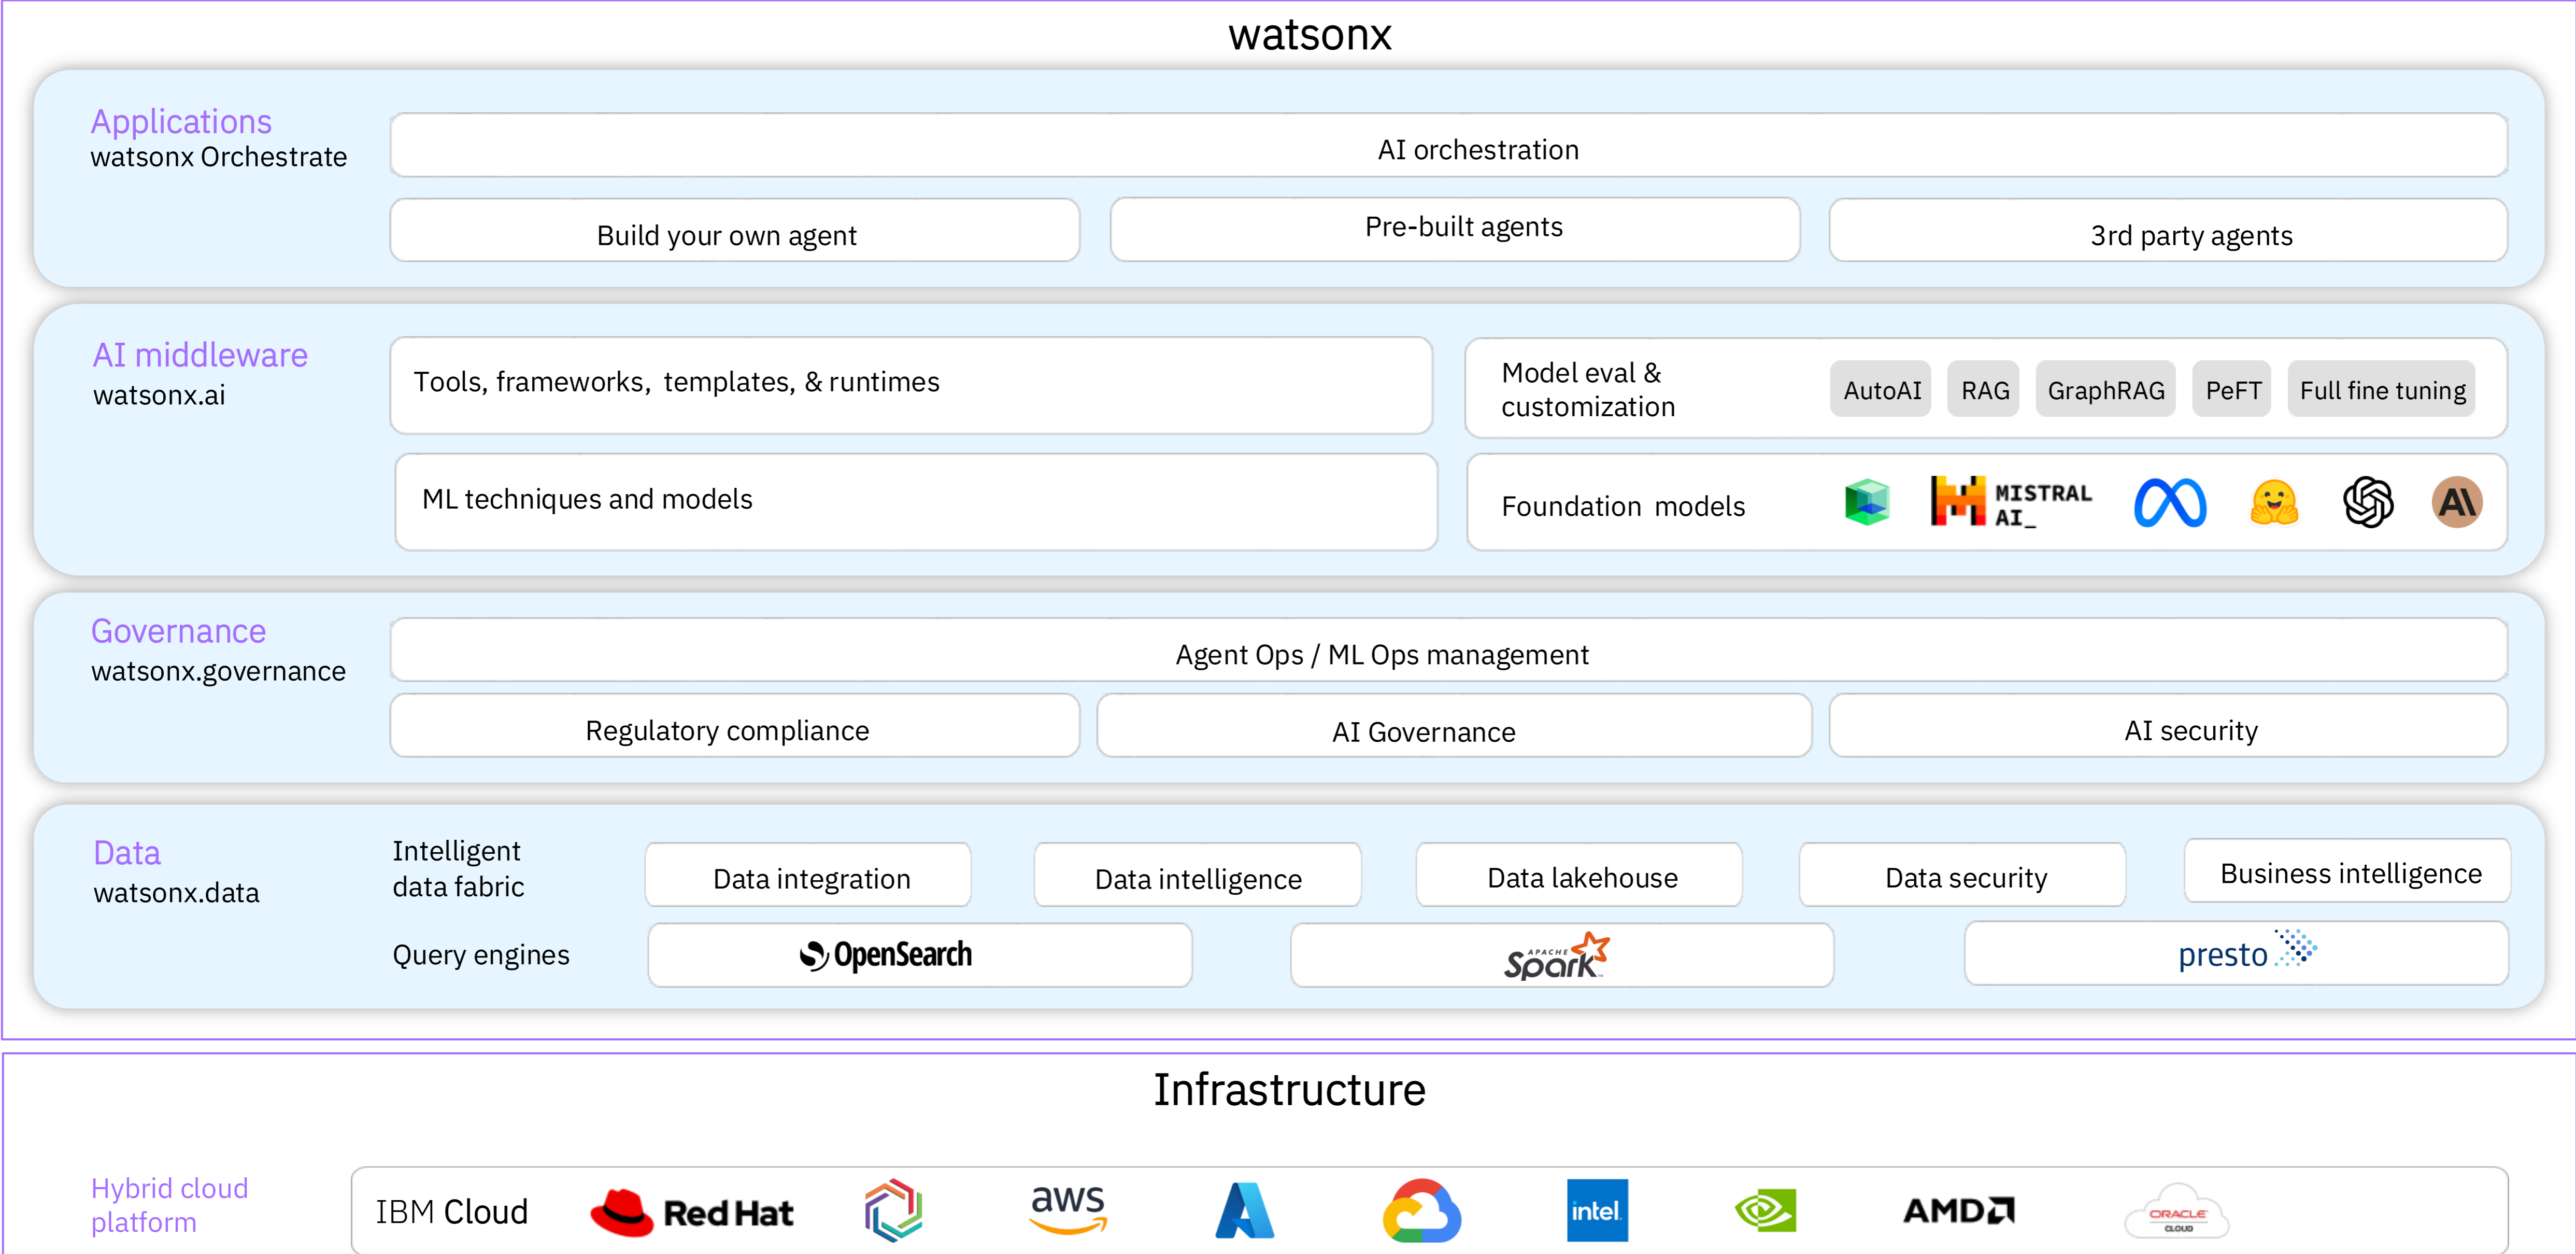 watsonx
Applications
watsonx Orchestrate
AI orchestration
Build your own agent
Pre-built agents
3rd party agents
AI middleware
watsonx.ai
Tools, frameworks, templates, & runtimes
Model eval &
customization
AutoAI
RAG
GraphRAG
PeFT
Full fine tuning
ML techniques and models
Foundation models
MISTRAL
AI_
Governance
watsonx.governance
Agent Ops / ML Ops management
Regulatory compliance
AI Governance
AI security
Data
watsonx.data
Intelligent
data fabric
Data integration
Data intelligence
Data lakehouse
Data security
Business intelligence
Query engines
OpenSearch
APACHE
Spark
presto
Infrastructure
Hybrid cloud
platform
IBM Cloud
Red Hat
aws
intel.
AMD
ORACLE
CLOUD